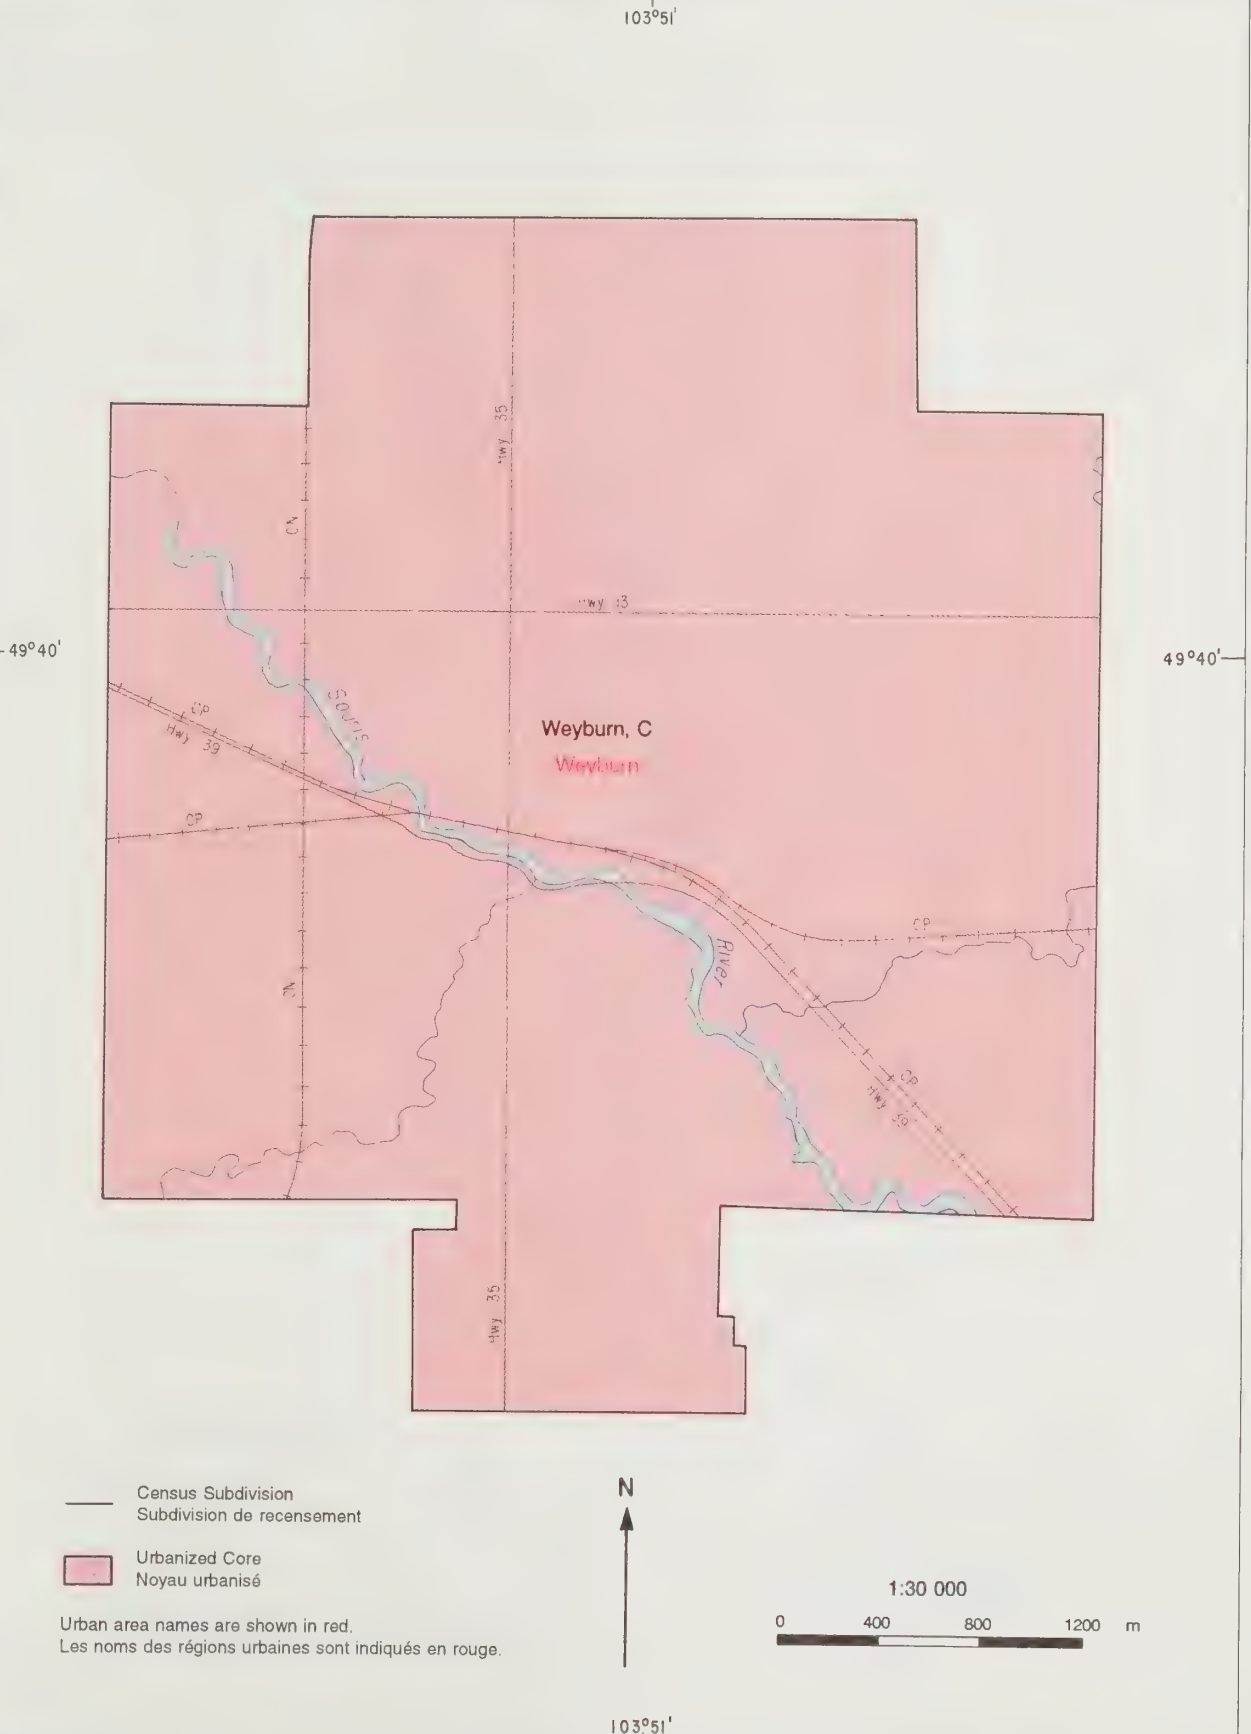 103°51'
Hwy 35
CN
Hwy 13
49°40'
49°40'
CP
Hwy 39
Souris
Weyburn, C
Weyburn
CP
CP
River
CN
CP
Hwy 39
Hwy 35
Census Subdivision
Subdivision de recensement
N
Urbanized Core
Noyau urbanisé
1:30 000
0 400 800 1200 m
Urban area names are shown in red.
Les noms des régions urbaines sont indiqués en rouge.
103°51'